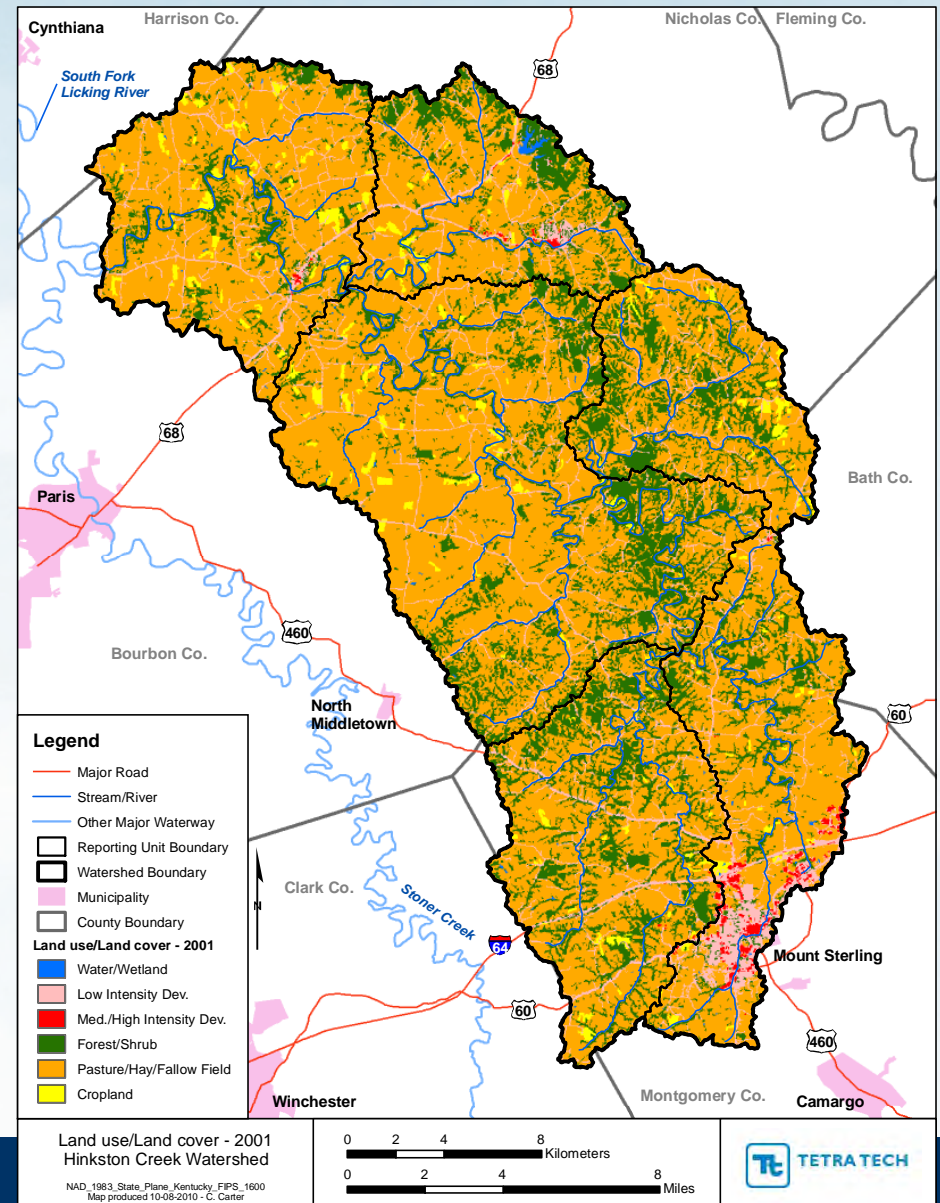 Harrison Co.
Nicholas Co.
Fleming Co.
Cynthiana
South Fork
Licking River
68
68
Paris
Bath Co.
460
Bourbon Co.
North
Middletown
60
Legend
Major Road
Stream/River
Other Major Waterway
Reporting Unit Boundary
Watershed Boundary
Municipality
County Boundary
Land use/Land cover - 2001
Water/Wetland
Low Intensity Dev.
Med./High Intensity Dev.
Forest/Shrub
Pasture/Hay/Fallow Field
Cropland
N
Clark Co.
Stoner Creek
64
Mount Sterling
60
460
Montgomery Co.
Winchester
Camargo
Land use/Land cover - 2001
Hinkston Creek Watershed
NAD_1983_State_Plane_Kentucky_FIPS_1600
Map produced 10-08-2010 - C. Carter
0 2 4 8
Kilometers
0 2 4 8
Miles
Tt TETRA TECH